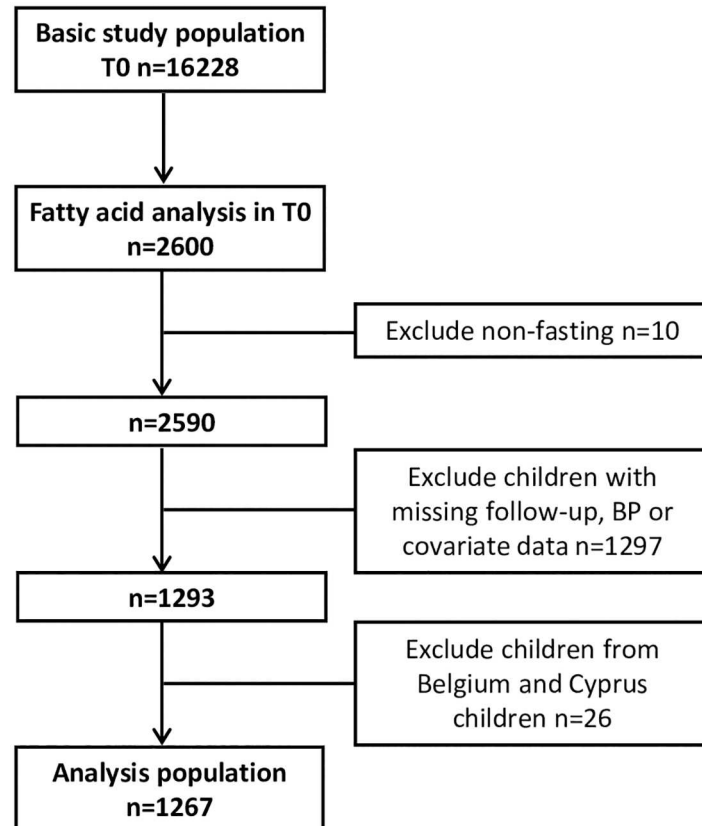 Basic study population
T0 n=16228
Fatty acid analysis in T0
n=2600
Exclude non-fasting n=10
n=2590
Exclude children with
missing follow-up, BP or
covariate data n=1297
n=1293
Exclude children from
Belgium and Cyprus
children n=26
Analysis population
n=1267